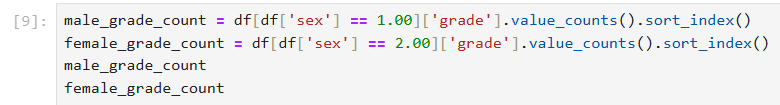 [9]: male_grade_count = df[df['sex'] == 1.00]['grade'].value_counts().sort_index()
female_grade_count = df[df['sex'] == 2.00]['grade'].value_counts().sort_index()
male_grade_count
female_grade_count